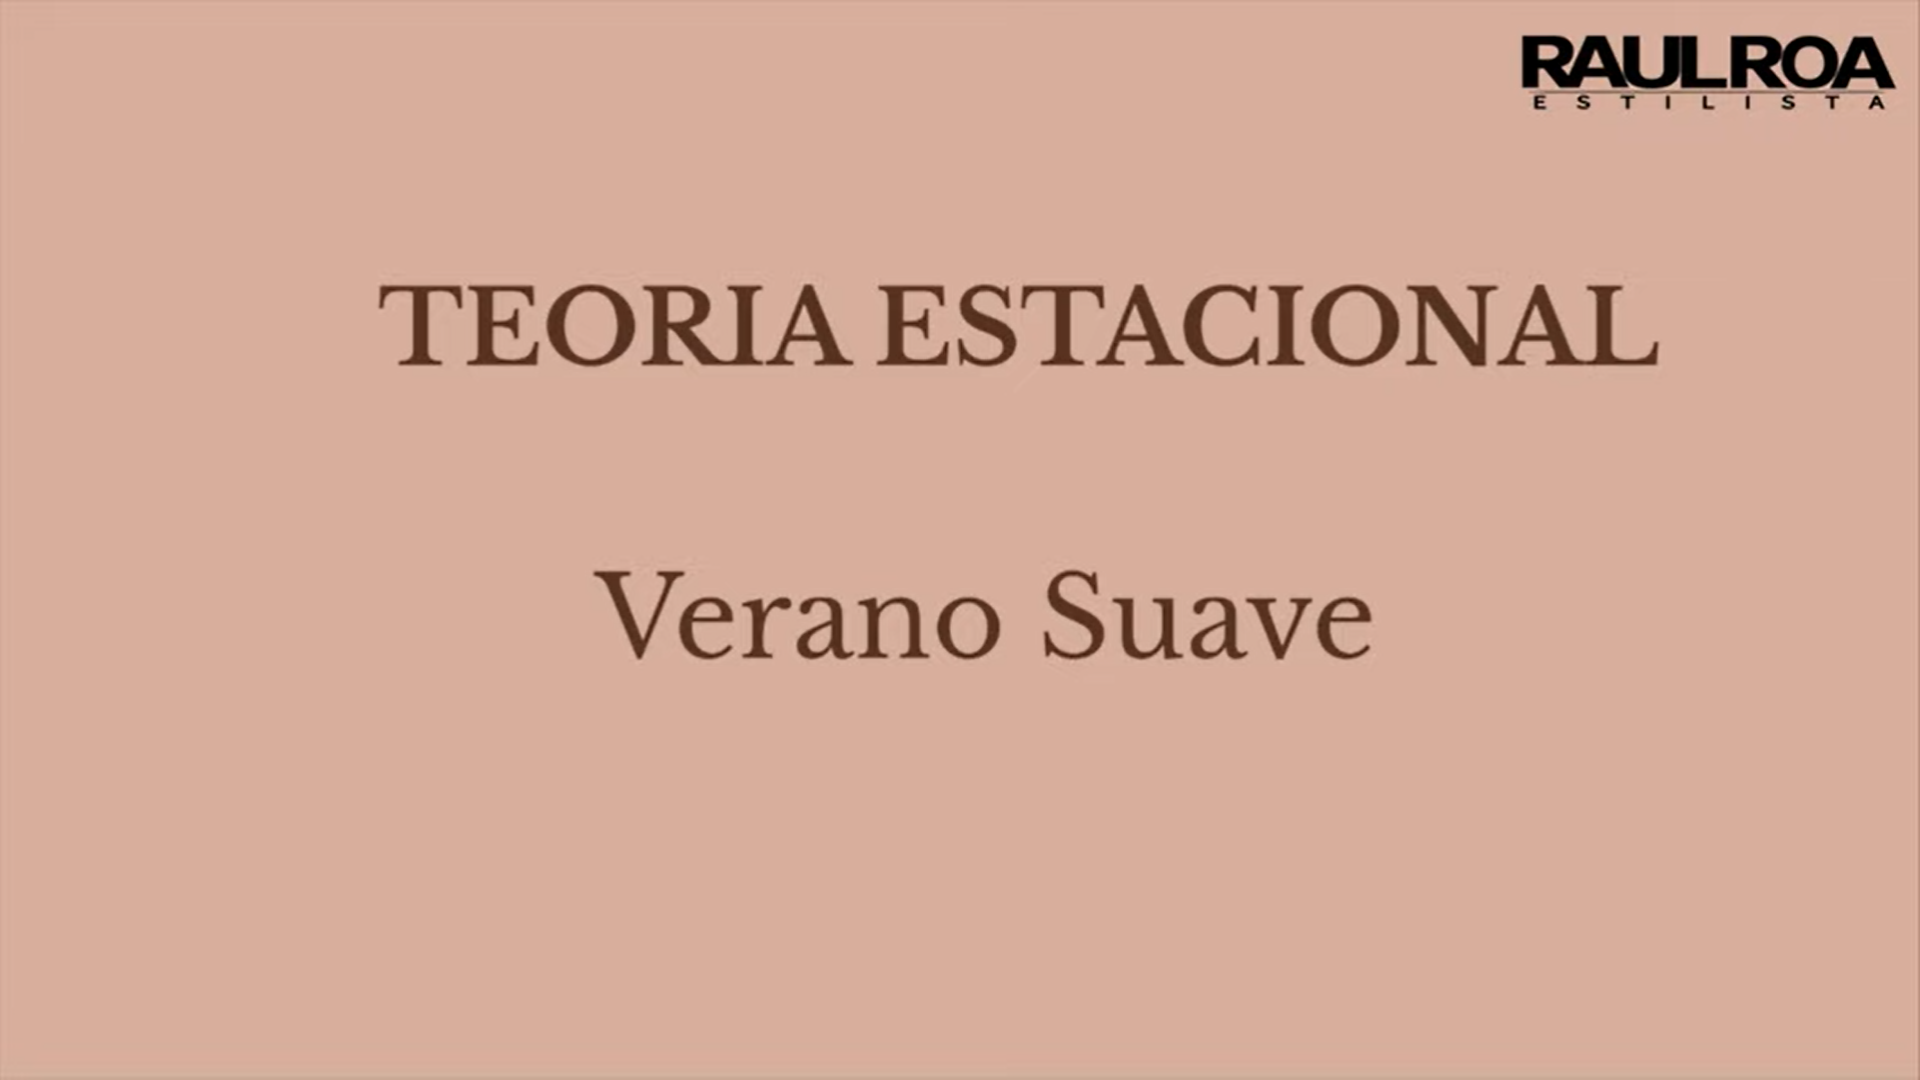 RAULROA
ESTILISTA
TEORIA ESTACIONAL
Verano Suave